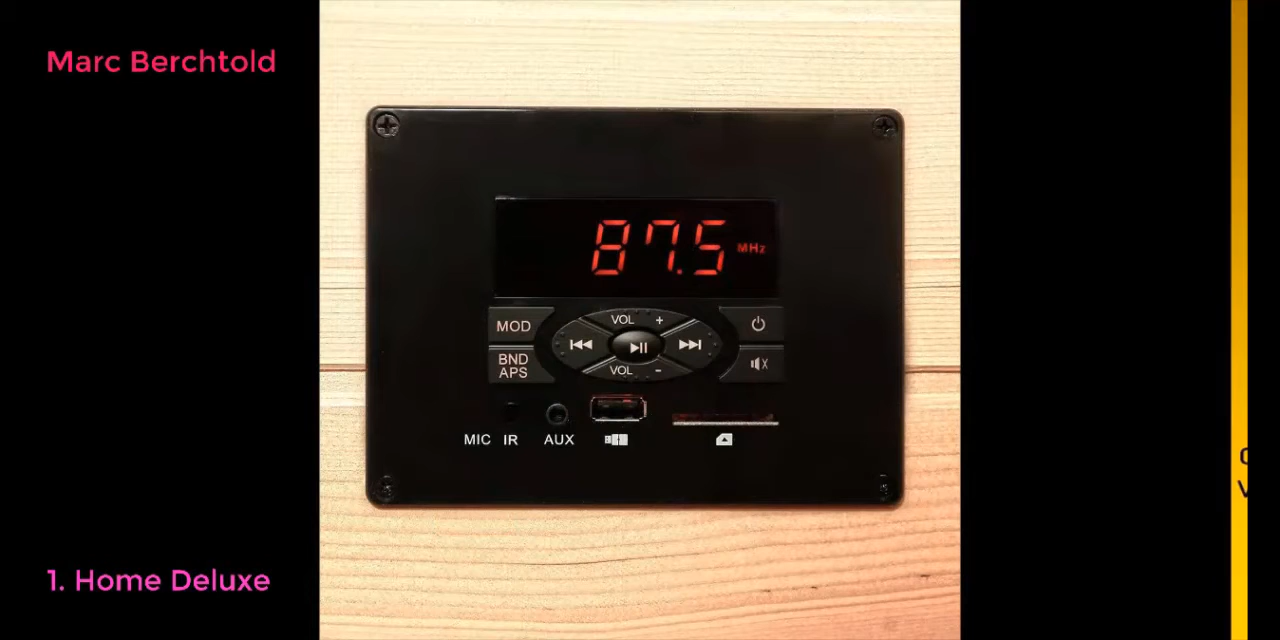 Marc Berchtold
87.5 MHz
MOD
VOL +
BND
APS
VOL -
MIC IR AUX
1. Home Deluxe